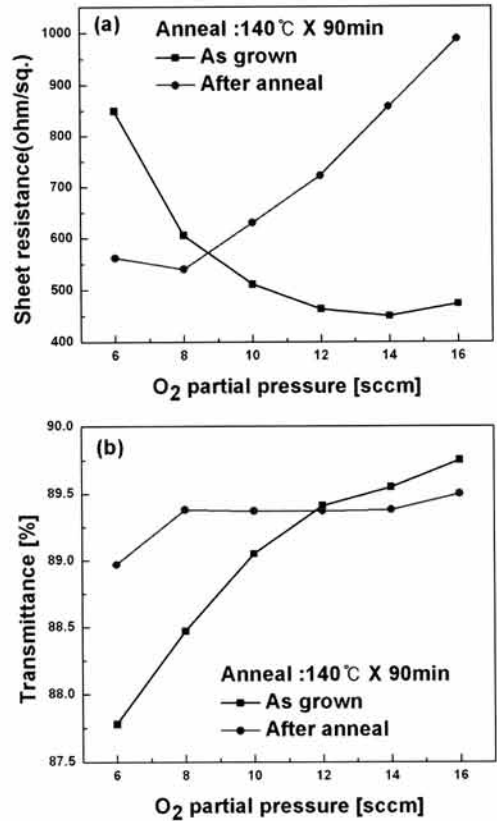 (a)
Anneal :140℃ X 90min
As grown
After anneal
1000
900
800
700
600
500
400
Sheet resistance(ohm/sq.)
6 8 10 12 14 16
O2 partial pressure [sccm]
90.0
89.5
89.0
88.5
88.0
87.5
Transmittance [%]
(b)
Anneal :140℃ X 90min
As grown
After anneal
6 8 10 12 14 16
O2 partial pressure [sccm]